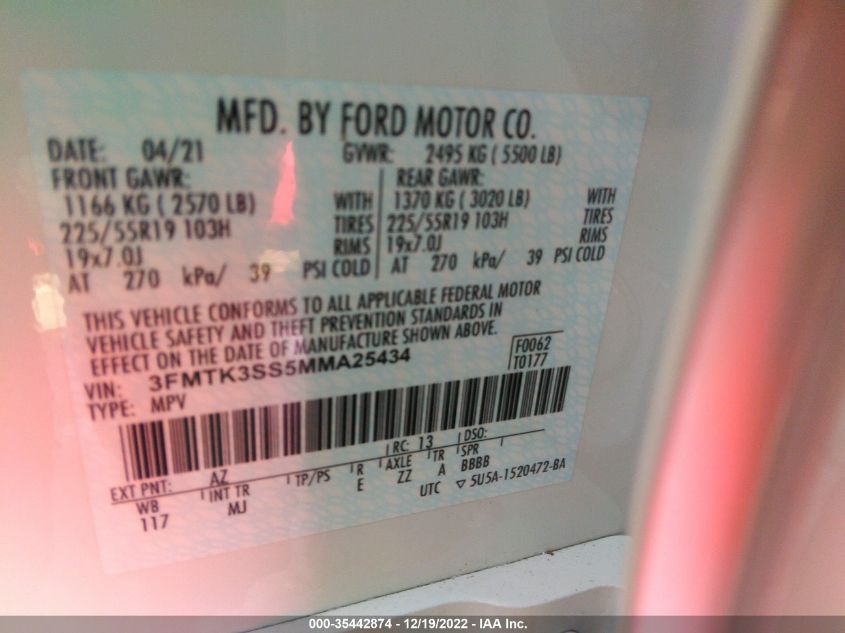 MFD. BY FORD MOTOR CO.
DATE: 04/21 GVWR: 2495 KG ( 5500 LB)
FRONT GAWR: REAR GAWR:
1166 KG ( 2570 LB) WITH 1370 KG ( 3020 LB) WITH
225/55R19 103H TIRES 225/55R19 103H TIRES
19x7.0J RIMS 19x7.0J RIMS
AT 270 kPa/ 39 PSI COLD AT 270 kPa/ 39 PSI COLD
THIS VEHICLE CONFORMS TO ALL APPLICABLE FEDERAL MOTOR
VEHICLE SAFETY AND THEFT PREVENTION STANDARDS IN
EFFECT ON THE DATE OF MANUFACTURE SHOWN ABOVE.
F0062
VIN: 3FMTK3SS5MMA25434 T0177
TYPE: MPV
RC: 13 DSO:
EXT PNT: AZ
WB INT TR TP/PS R AXLE TR SPR
117 MJ E ZZ A BBBB
UTC ▽ 5U5A-1520472-BA
000-35442874 - 12/19/2022 - IAA Inc.